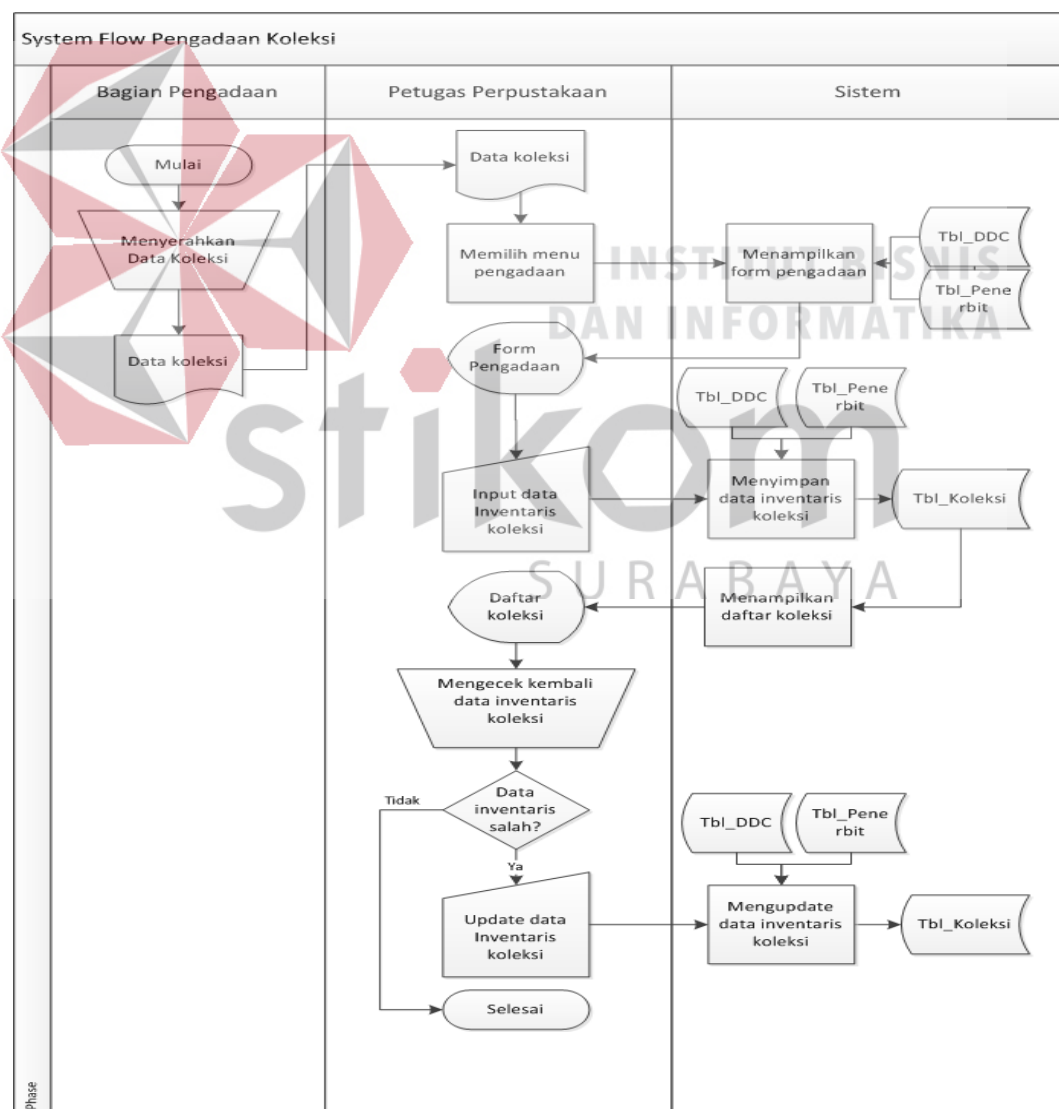 System Flow Pengadaan Koleksi
Bagian Pengadaan
Petugas Perpustakaan
Sistem
Mulai
Menyerahkan
Data Koleksi
Data koleksi
Data koleksi
Memilih menu
pengadaan
Menampilkan
form pengadaan
Tbl_DDC
Tbl_Pene
rbit
INSTITUT BISNIS
DAN INFORMATIKA
stikom
SURABAYA
Form
Pengadaan
Tbl_DDC
Tbl_Pene
rbit
Input data
Inventaris
koleksi
Menyimpan
data inventaris
koleksi
Tbl_Koleksi
Daftar
koleksi
Menampilkan
daftar koleksi
Mengecek kembali
data inventaris
koleksi
Data
inventaris
salah?
Tidak
Ya
Tbl_DDC
Tbl_Pene
rbit
Update data
Inventaris
koleksi
Mengupdate
data inventaris
koleksi
Tbl_Koleksi
Selesai
Phase